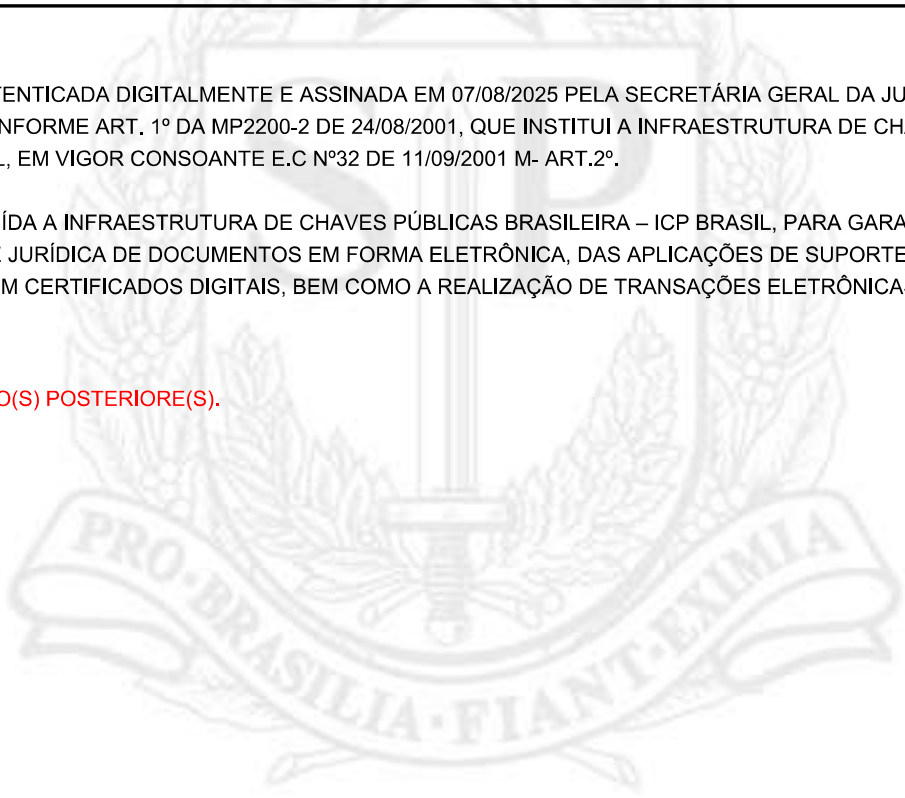 TENTICADA DIGITALMENTE E ASSINADA EM 07/08/2025 PELA SECRETÁRIA GERAL DA JU
NFORME ART. 1º DA MP2200-2 DE 24/08/2001, QUE INSTITUI A INFRAESTRUTURA DE CHA
L, EM VIGOR CONSOANTE E.C Nº32 DE 11/09/2001 M- ART.2º.
ÍDA A INFRAESTRUTURA DE CHAVES PÚBLICAS BRASILEIRA – ICP BRASIL, PARA GARA
E JURÍDICA DE DOCUMENTOS EM FORMA ELETRÔNICA, DAS APLICAÇÕES DE SUPORTE
M CERTIFICADOS DIGITAIS, BEM COMO A REALIZAÇÃO DE TRANSAÇÕES ELETRÔNICA
O(S) POSTERIORE(S).
SP
PRO·BRASILIA·FIANT·EXIMIA